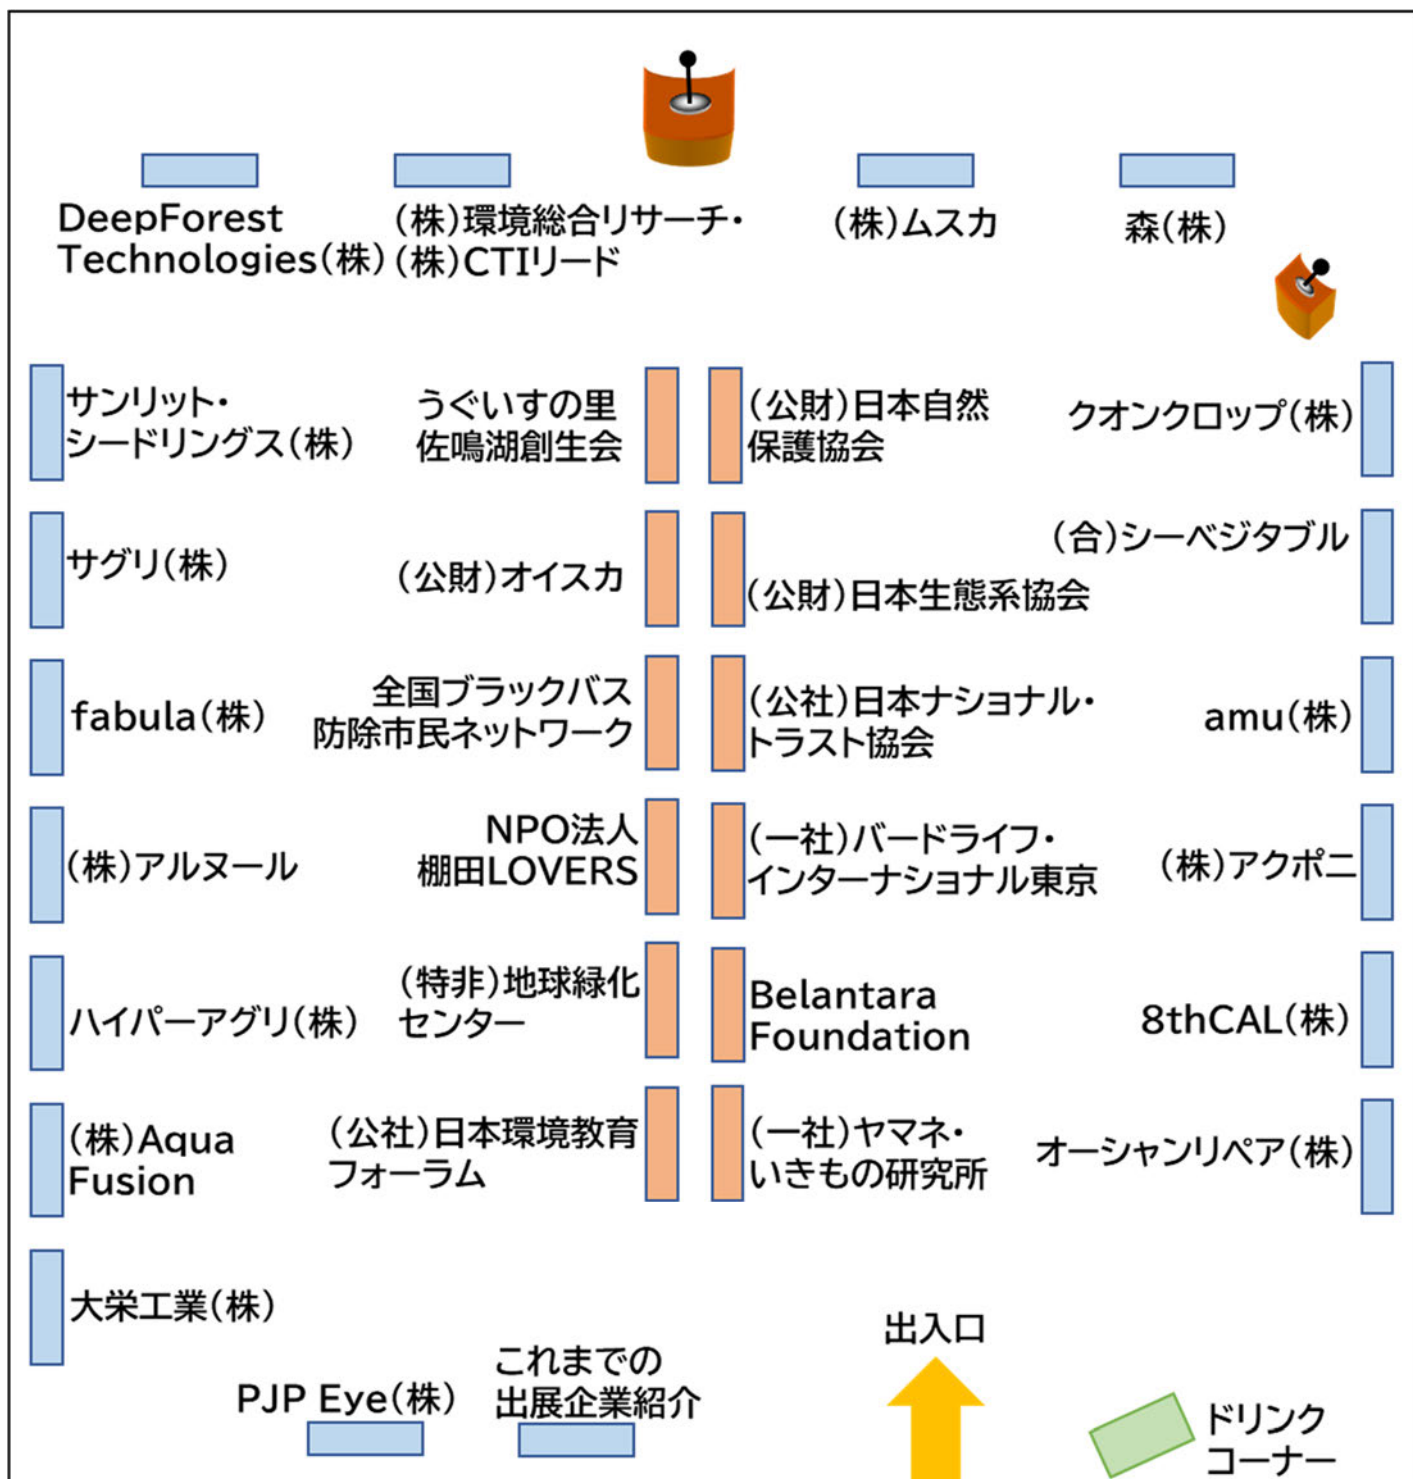 DeepForest
Technologies(株)
(株)環境総合リサーチ・
(株)CTIリード
(株)ムスカ
森(株)
サンリット・
シードリングス(株)
うぐいすの里
佐鳴湖創生会
(公財)日本自然
保護協会
クオンクロップ(株)
サグリ(株)
(公財)オイスカ
(公財)日本生態系協会
(合)シーベジタブル
fabula(株)
全国ブラックバス
防除市民ネットワーク
(公社)日本ナショナル・
トラスト協会
amu(株)
(株)アルヌール
NPO法人
棚田LOVERS
(一社)バードライフ・
インターナショナル東京
(株)アクポニ
ハイパーアグリ(株)
(特非)地球緑化
センター
Belantara
Foundation
8thCAL(株)
(株)Aqua
Fusion
(公社)日本環境教育
フォーラム
(一社)ヤマネ・
いきもの研究所
オーシャンリペア(株)
大栄工業(株)
PJP Eye(株)
これまでの
出展企業紹介
出入口
ドリンク
コーナー